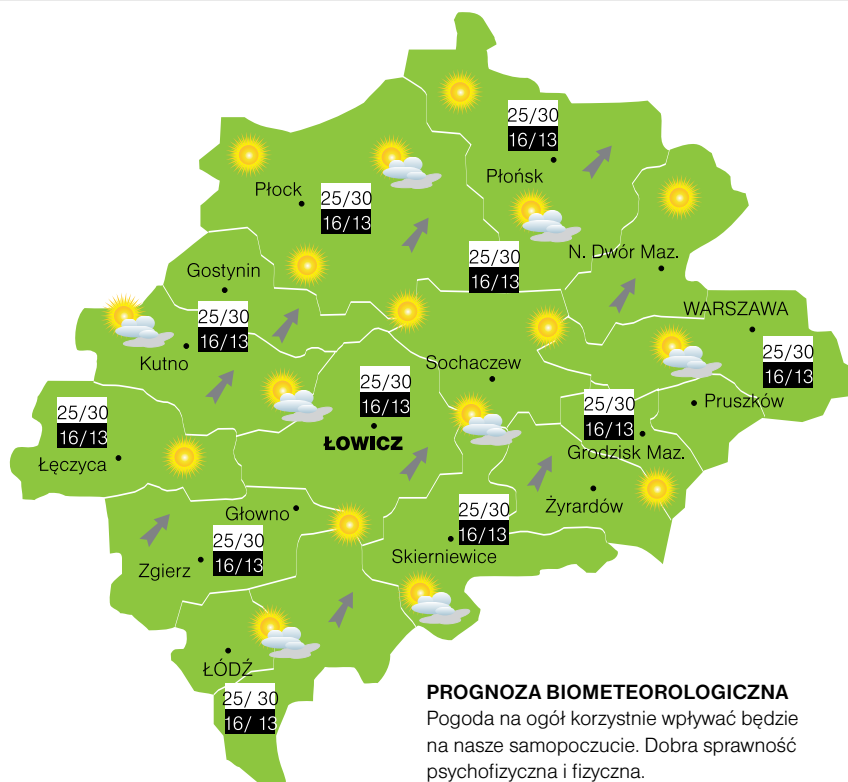 25/30
16/13
Płońsk
Płock
25/30
16/13
N. Dwór Maz.
25/30
16/13
Gostynin
WARSZAWA
25/30
16/13
Kutno
25/30
16/13
Sochaczew
25/30
16/13
ŁOWICZ
Pruszków
25/30
16/13
Grodzisk Maz.
25/30
16/13
Łęczyca
Żyrardów
Głowno
25/30
16/13
Skierniewice
25/30
16/13
Zgierz
ŁÓDŹ
25/ 30
16/ 13
PROGNOZA BIOMETEOROLOGICZNA
Pogoda na ogół korzystnie wpływać będzie
na nasze samopoczucie. Dobra sprawność
psychofizyczna i fizyczna.